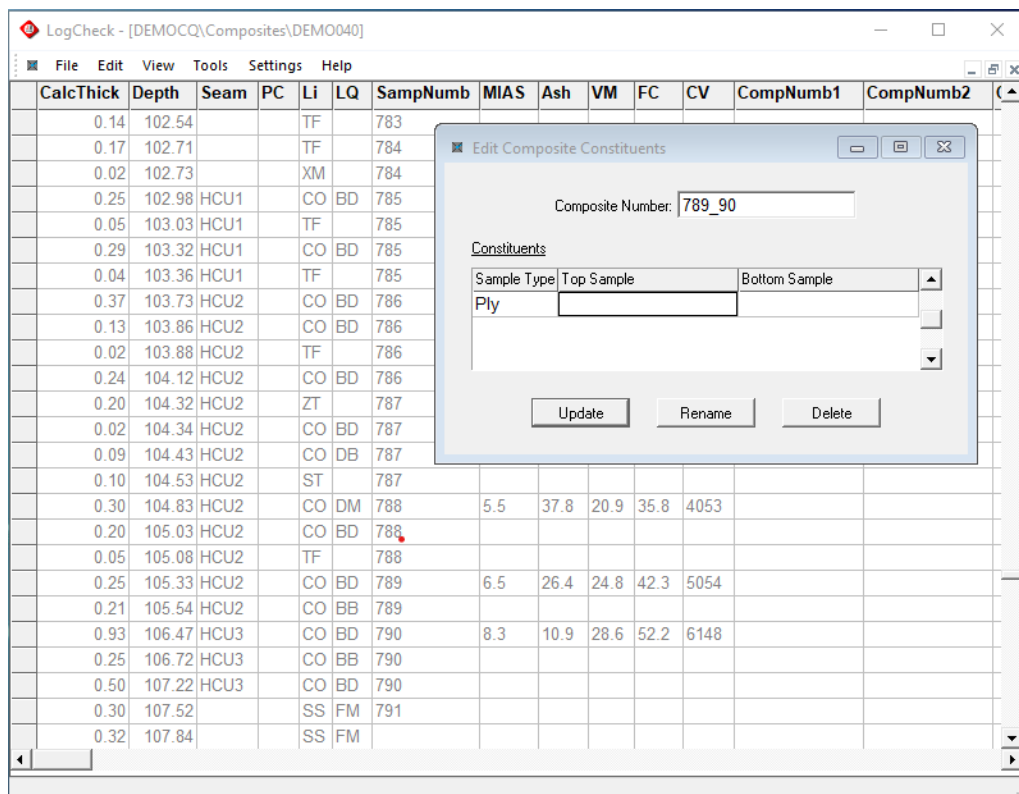 LogCheck - [DEMOCQ\Composites\DEMO040]
File Edit View Tools Settings Help
CalcThick Depth Seam PC Li LQ SampNumb MIAS Ash VM FC CV CompNumb1 CompNumb2
0.14 102.54 TF 783
0.17 102.71 TF 784
0.02 102.73 XM 784
0.25 102.98 HCU1 CO BD 785
0.05 103.03 HCU1 TF 785
0.29 103.32 HCU1 CO BD 785
0.04 103.36 HCU1 TF 785
0.37 103.73 HCU2 CO BD 786
0.13 103.86 HCU2 CO BD 786
0.02 103.88 HCU2 TF 786
0.24 104.12 HCU2 CO BD 786
0.20 104.32 HCU2 ZT 787
0.02 104.34 HCU2 CO BD 787
0.09 104.43 HCU2 CO DB 787
0.10 104.53 HCU2 ST 787
0.30 104.83 HCU2 CO DM 788 5.5 37.8 20.9 35.8 4053
0.20 105.03 HCU2 CO BD 788
0.05 105.08 HCU2 TF 788
0.25 105.33 HCU2 CO BD 789 6.5 26.4 24.8 42.3 5054
0.21 105.54 HCU2 CO BB 789
0.93 106.47 HCU3 CO BD 790 8.3 10.9 28.6 52.2 6148
0.25 106.72 HCU3 CO BB 790
0.50 107.22 HCU3 CO BD 790
0.30 107.52 SS FM 791
0.32 107.84 SS FM
Edit Composite Constituents
Composite Number: 789_90
Constituents
Sample Type Top Sample Bottom Sample
Ply
Update Rename Delete